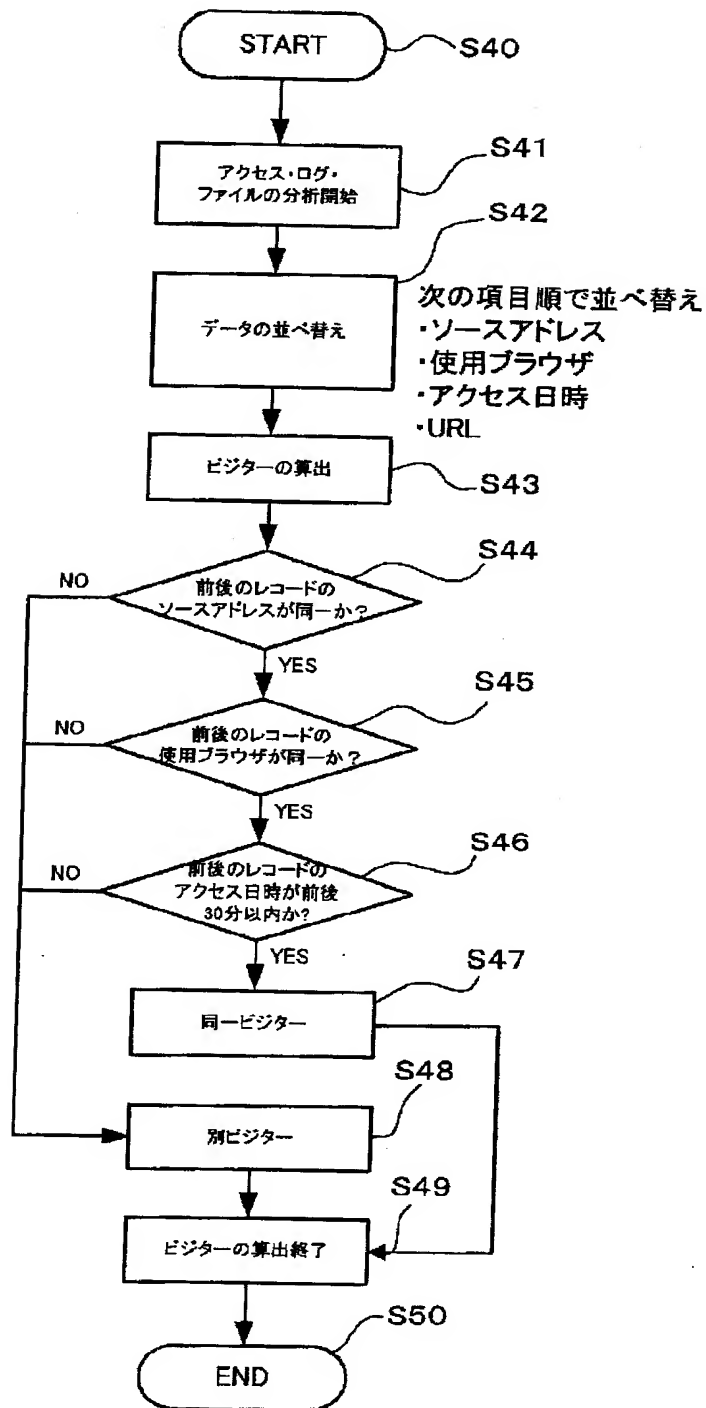 START
S40
S41
アクセス・ログ・
ファイルの分析開始
S42
データの並べ替え
次の項目順で並べ替え
・ソースアドレス
・使用ブラウザ
・アクセス日時
・URL
ビジターの算出
S43
S44
NO
前後のレコードの
ソースアドレスが同一か？
YES
S45
NO
前後のレコードの
使用ブラウザが同一か？
YES
S46
NO
前後のレコードの
アクセス日時が前後
30分以内か?
YES
S47
同一ビジター
S48
別ビジター
S49
ビジターの算出終了
S50
END